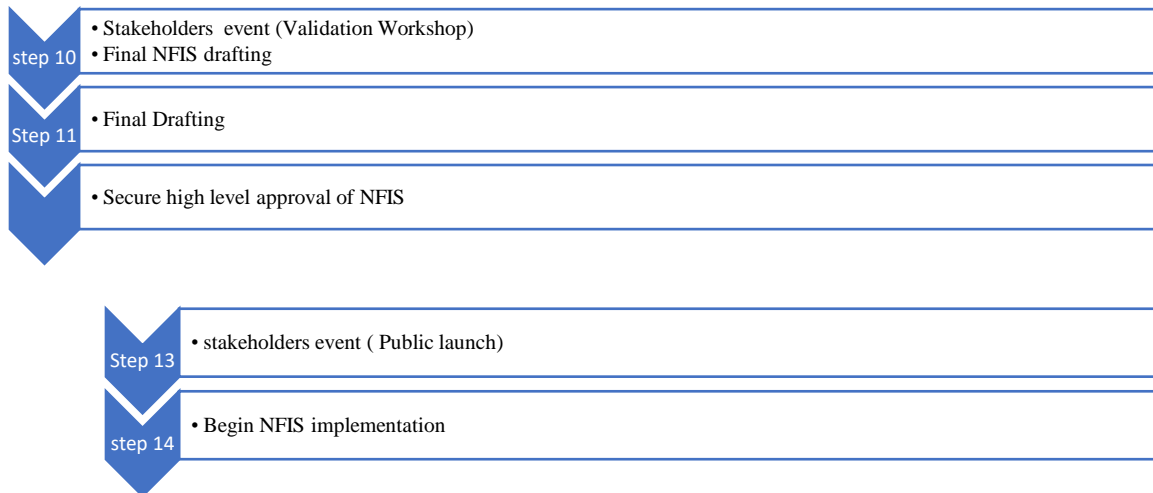 step 10
• Stakeholders event (Validation Workshop)
• Final NFIS drafting
Step 11
• Final Drafting
• Secure high level approval of NFIS
Step 13
• stakeholders event ( Public launch)
step 14
• Begin NFIS implementation